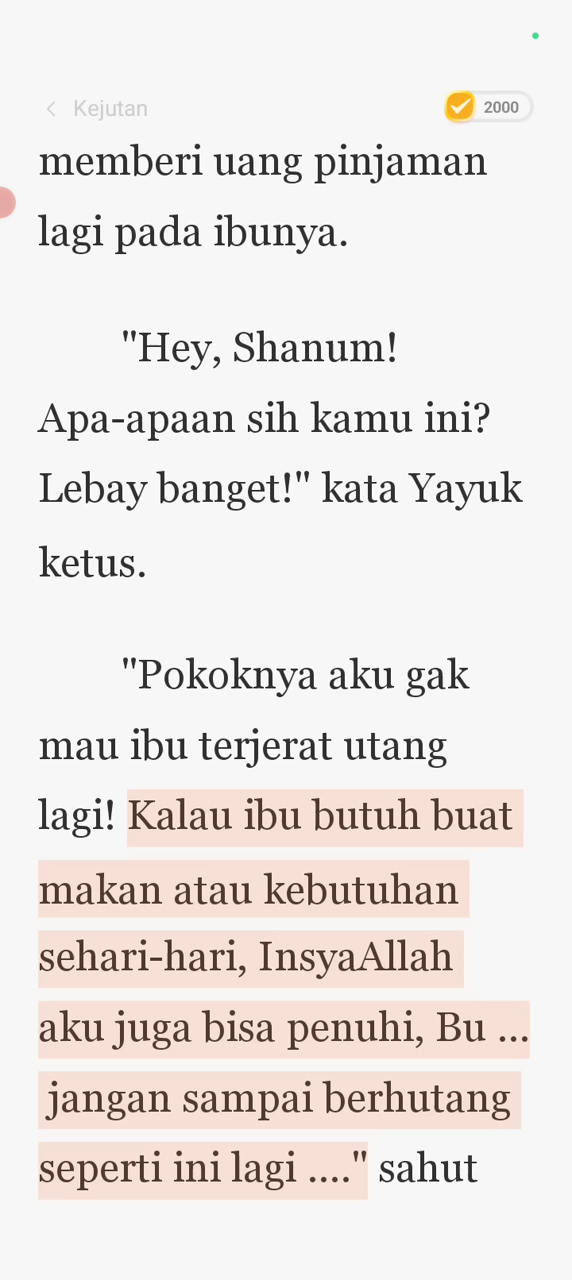 Kejutan
2000
memberi uang pinjaman
lagi pada ibunya.
"Hey, Shanum!
Apa-apaan sih kamu ini?
Lebay banget!" kata Yayuk
ketus.
"Pokoknya aku gak
mau ibu terjerat utang
lagi! Kalau ibu butuh buat
makan atau kebutuhan
sehari-hari, InsyaAllah
aku juga bisa penuhi, Bu ...
jangan sampai berhutang
seperti ini lagi ...." sahut